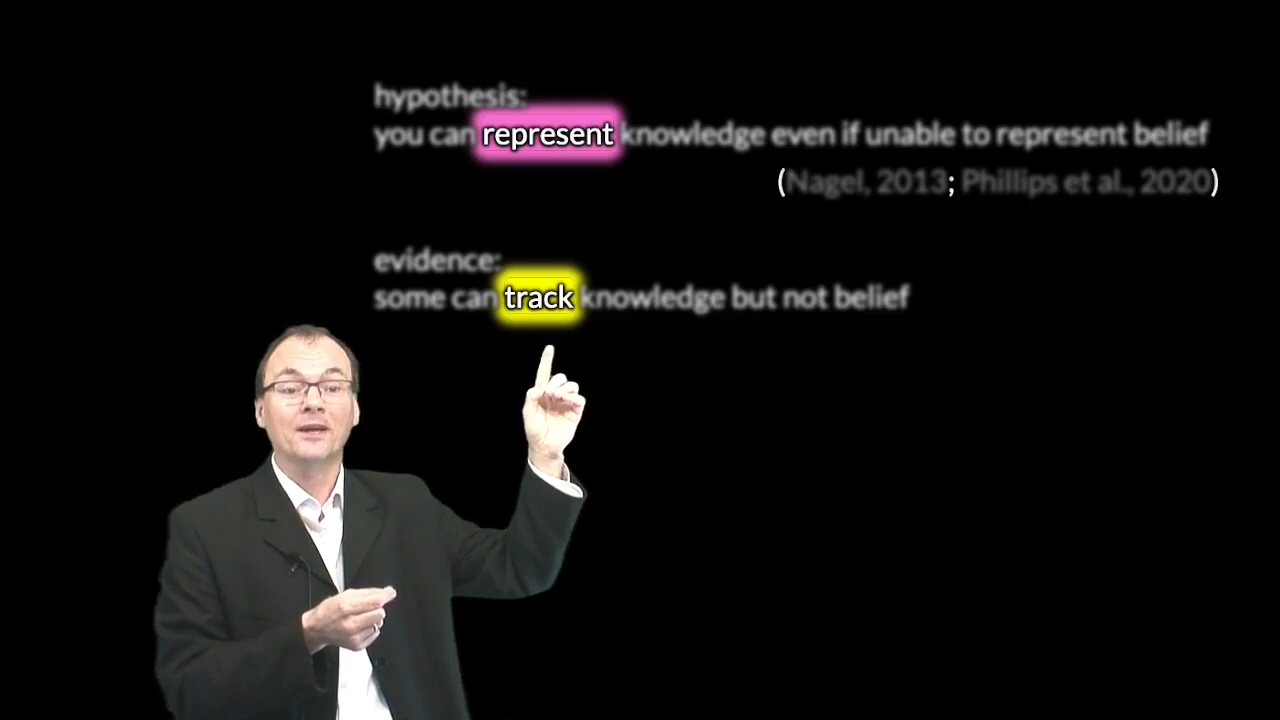 hypothesis:
you can represent knowledge even if unable to represent belief
(Nagel, 2013; Phillips et al., 2020)
evidence:
some can track knowledge but not belief